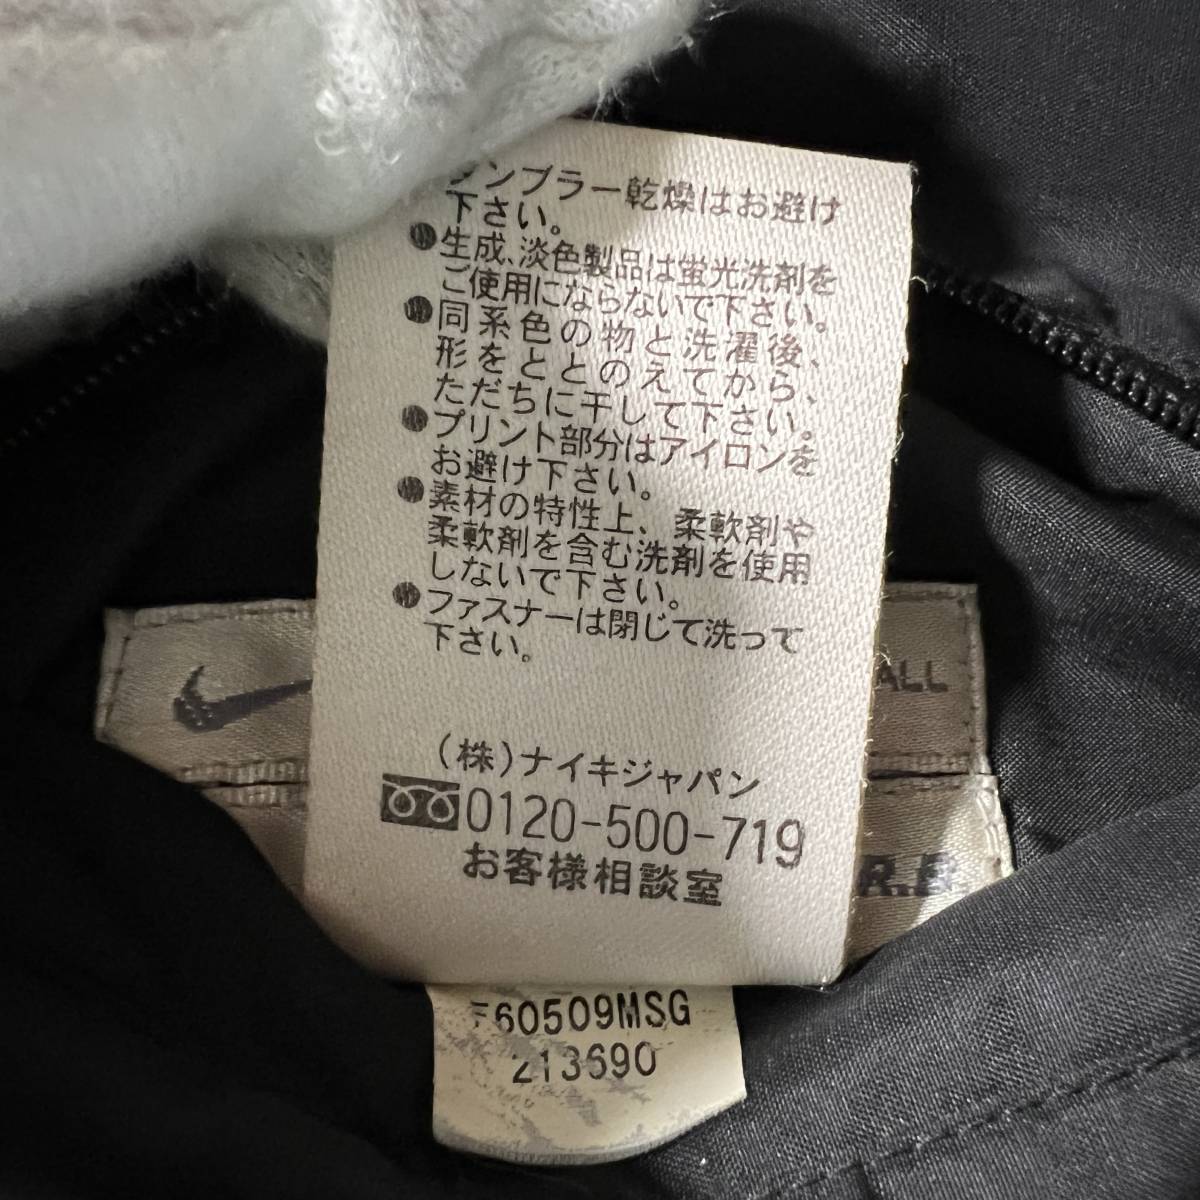 タンブラー乾燥はお避け
下さい。
●生成、淡色製品は蛍光洗剤を
ご使用にならないで下さい。
●同系色の物と洗濯後、
形をととのえてから、
ただちに干して下さい。
●プリント部分はアイロンを
お避け下さい。
●素材の特性上、柔軟剤や
柔軟剤を含む洗剤を使用
しないで下さい。
●ファスナーは閉じて洗って
下さい。
(株)ナイキジャパン
0120-500-719
お客様相談室
ALL
R.B.
F60509MSG
213690